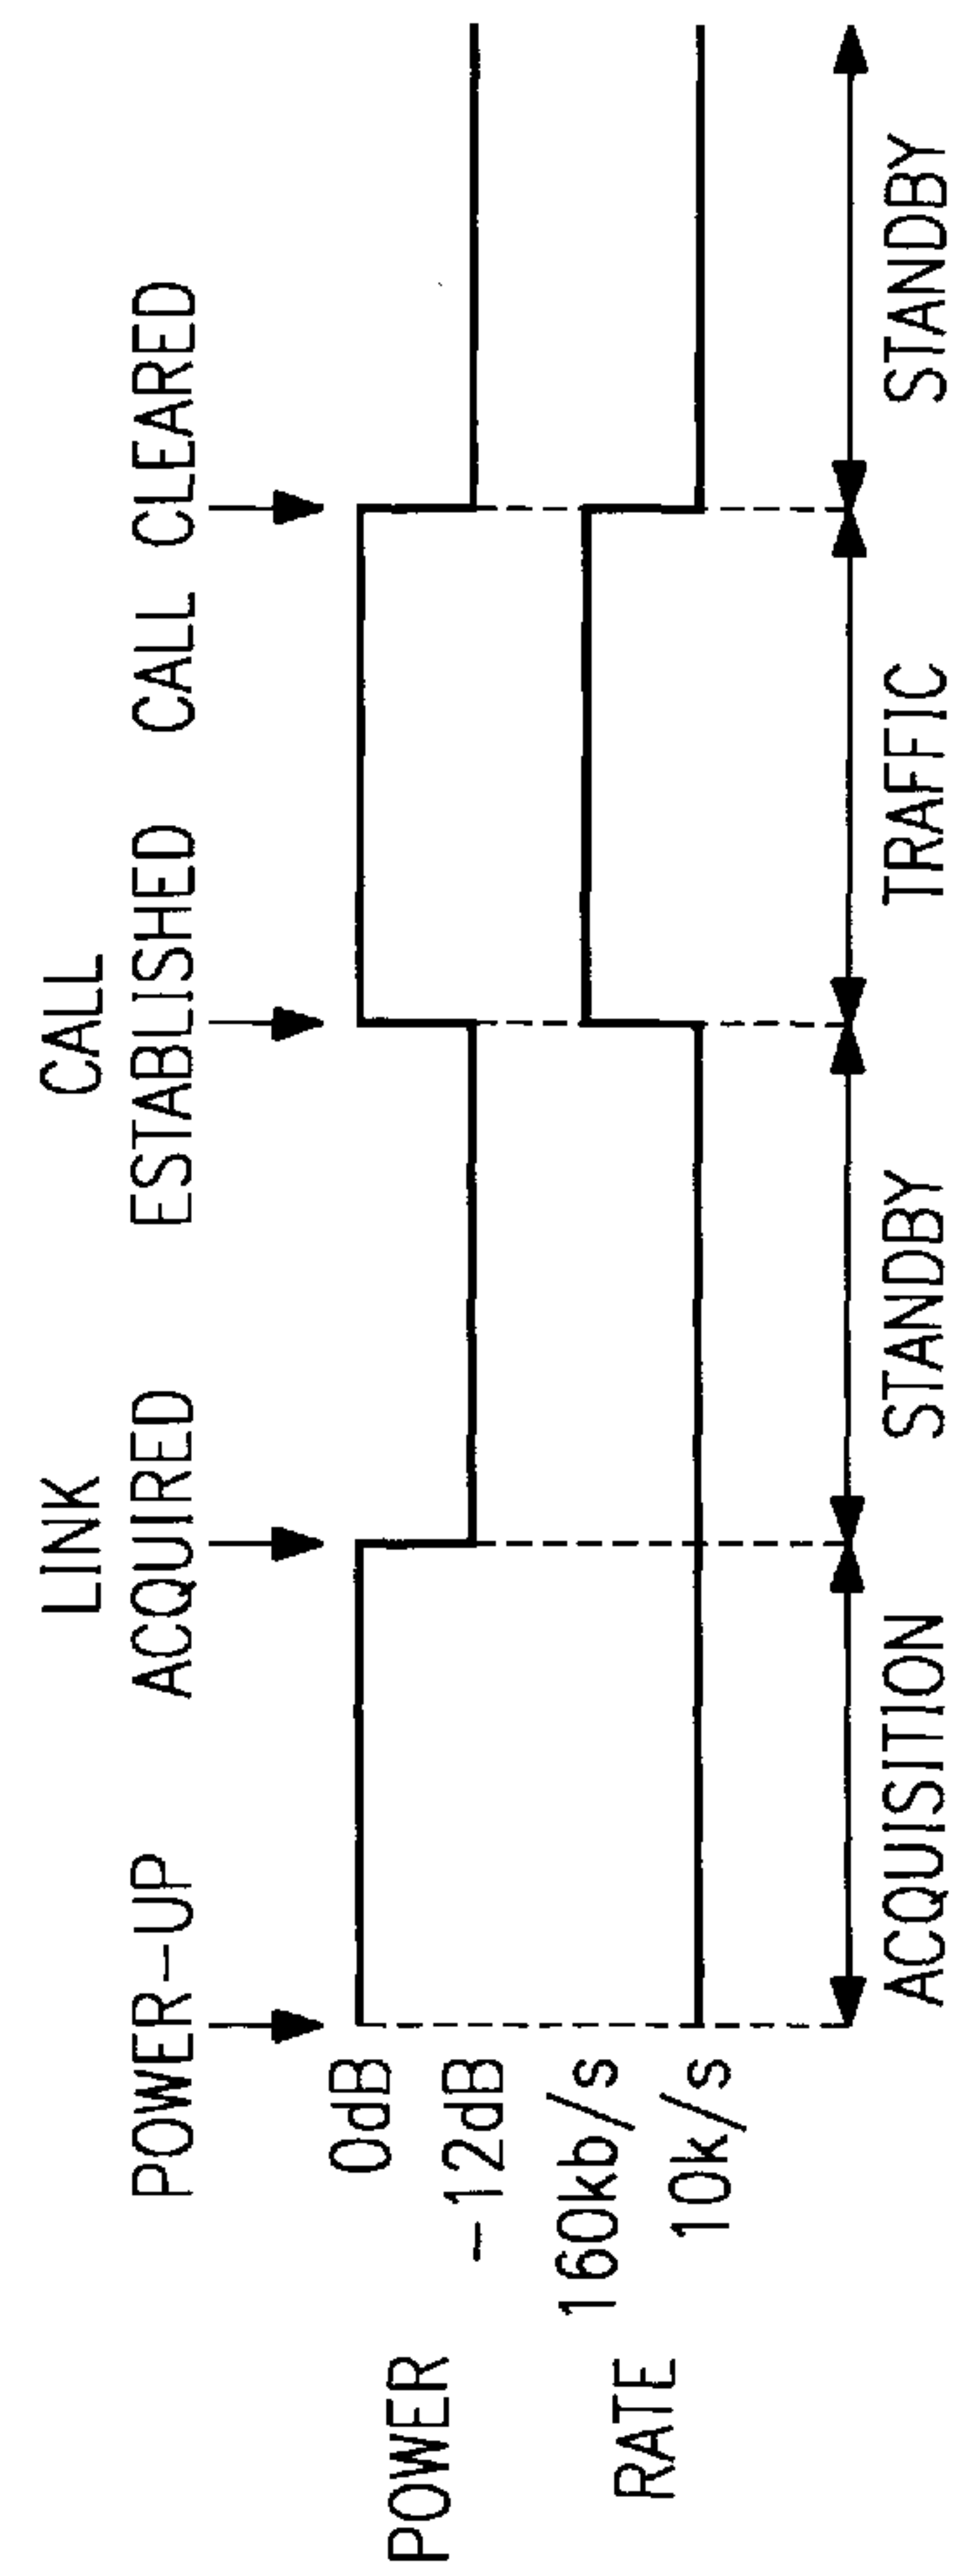 POWER-UP
LINK
ACQUIRED
CALL
ESTABLISHED
CALL CLEARED
POWER
0dB
-12dB
RATE
160kb/s
10k/s
ACQUISITION
STANDBY
TRAFFIC
STANDBY